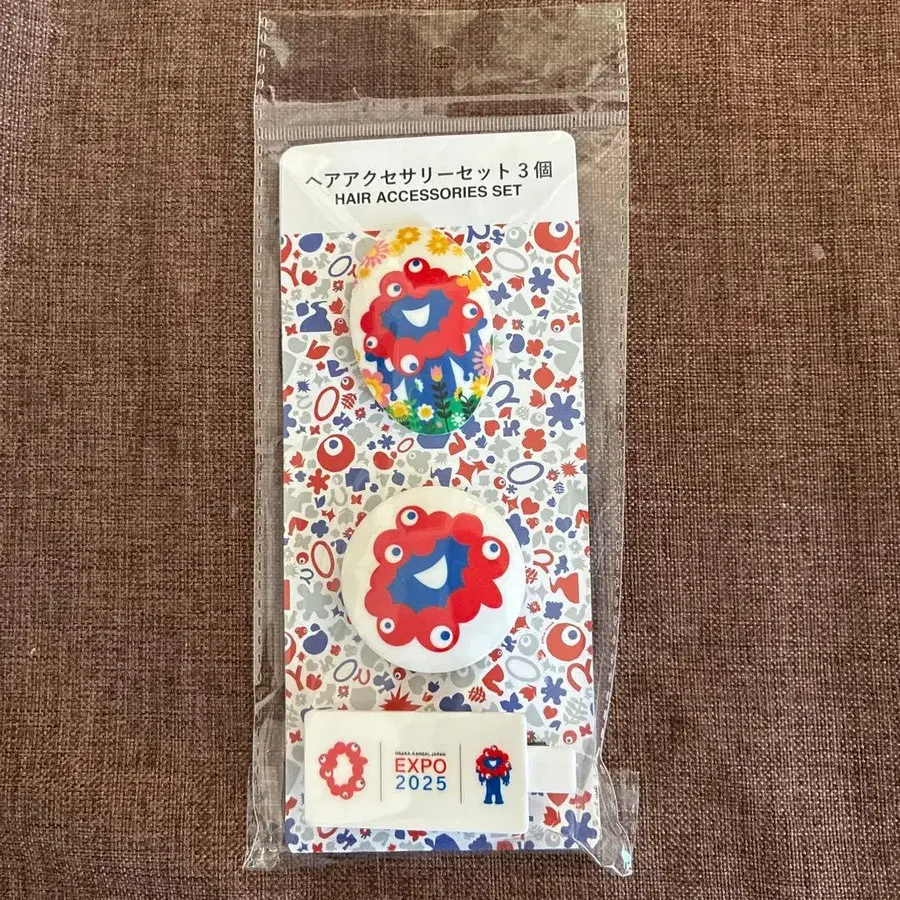 ヘアアクセサリーセット3個
HAIR ACCESSORIES SET
OSAKA, KANSAI, JAPAN
EXPO
2025